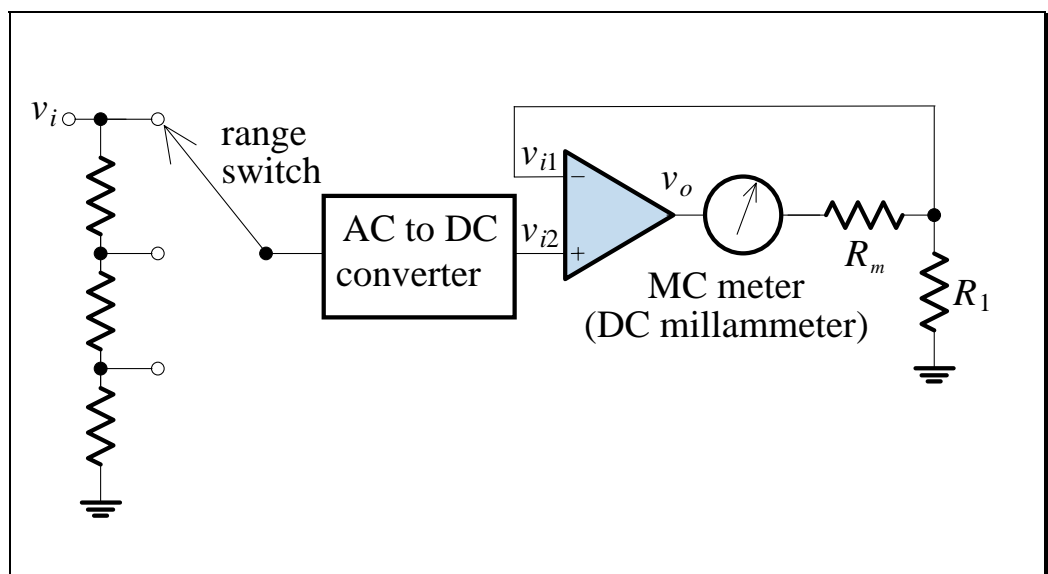 v_i
range
switch
AC to DC
converter
v_i1
v_i2
−
+
v_o
MC meter
(DC millammeter)
R_m
R_1